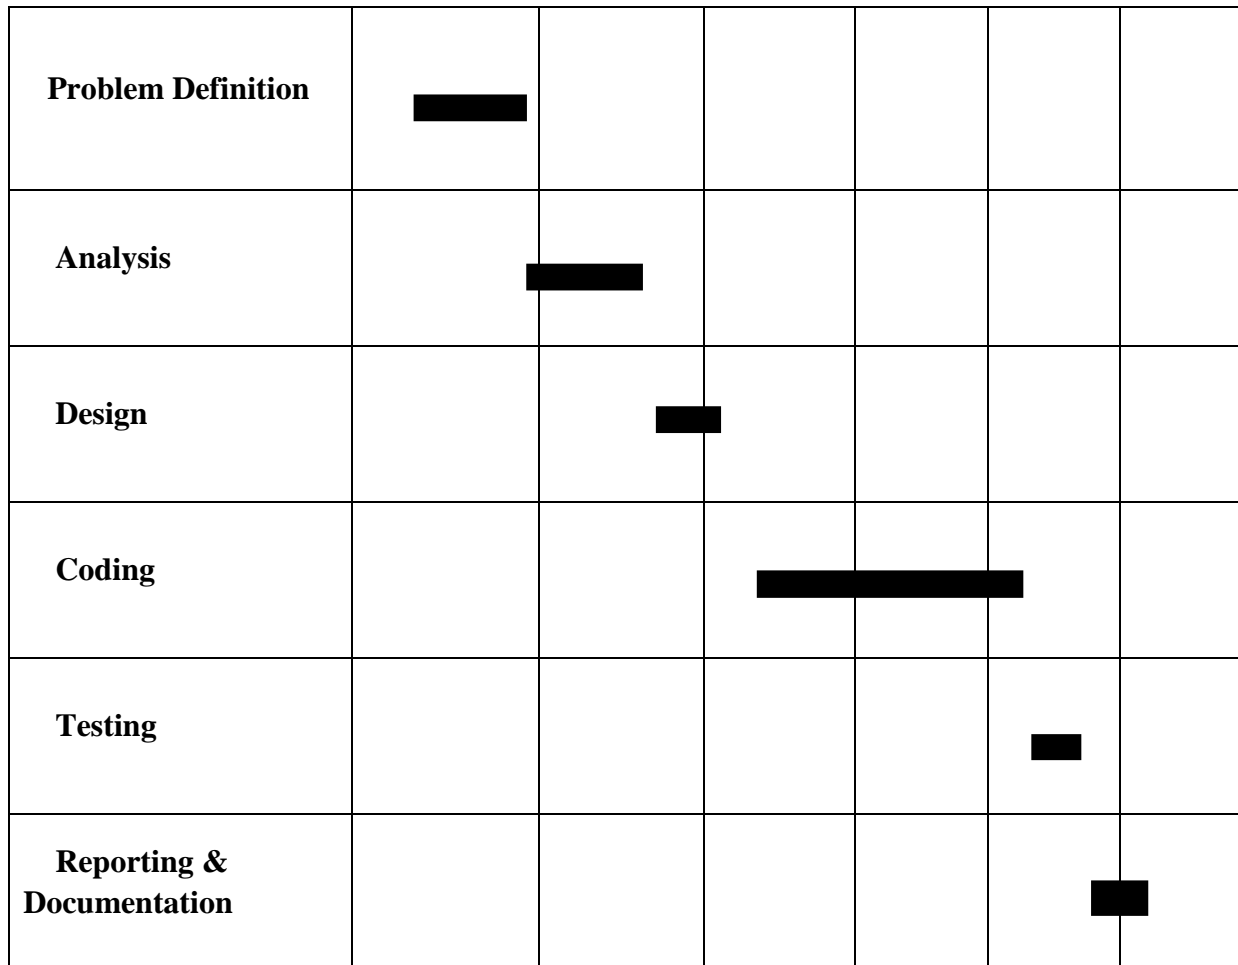 Problem Definition
Analysis
Design
Coding
Testing
Reporting &
Documentation